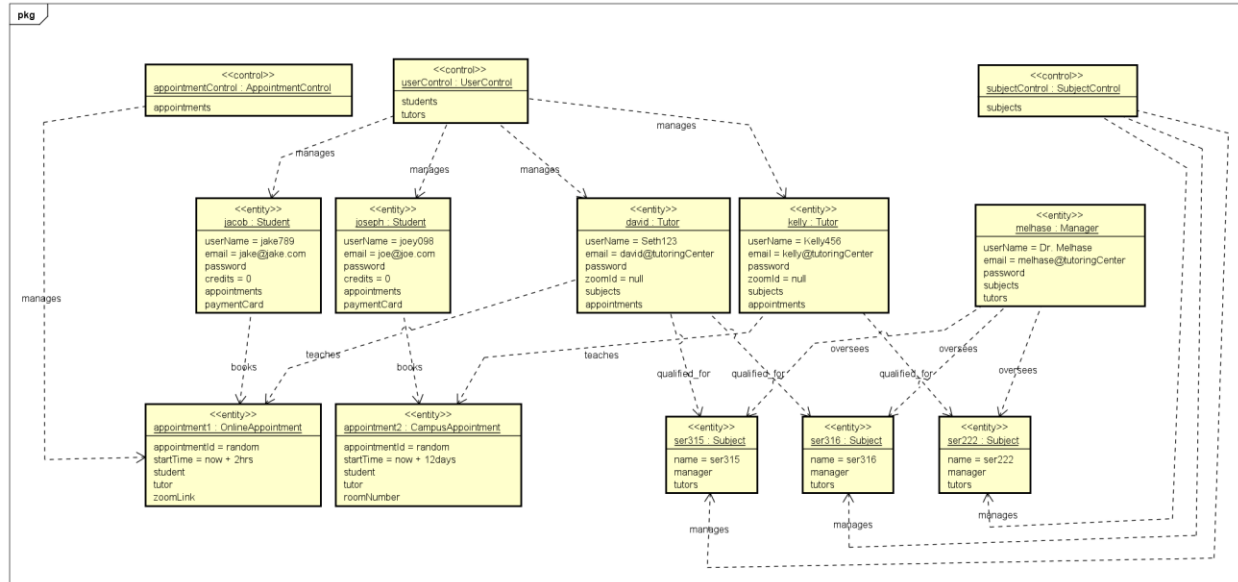 pkg
<<control>>
appointmentControl : AppointmentControl
appointments
<<control>>
userControl : UserControl
students
tutors
<<control>>
subjectControl : SubjectControl
subjects
manages
manages
manages
manages
manages
<<entity>>
jacob : Student
userName = jake789
email = jake@jake.com
password
credits = 0
appointments
paymentCard
<<entity>>
joseph : Student
userName = joey098
email = joe@joe.com
password
credits = 0
appointments
paymentCard
<<entity>>
david : Tutor
userName = Seth123
email = david@tutoringCenter
password
zoomId = null
subjects
appointments
<<entity>>
kelly : Tutor
userName = Kelly456
email = kelly@tutoringCenter
password
zoomId = null
subjects
appointments
<<entity>>
melhase : Manager
userName = Dr. Melhase
email = melhase@tutoringCenter
password
subjects
tutors
books
teaches
books
teaches
qualified_for
qualified_for
oversees
qualified_for
oversees
oversees
<<entity>>
appointment1 : OnlineAppointment
appointmentId = random
startTime = now + 2hrs
student
tutor
zoomLink
<<entity>>
appointment2 : CampusAppointment
appointmentId = random
startTime = now + 12days
student
tutor
roomNumber
<<entity>>
ser315 : Subject
name = ser315
manager
tutors
<<entity>>
ser316 : Subject
name = ser316
manager
tutors
<<entity>>
ser222 : Subject
name = ser222
manager
tutors
manages
manages
manages